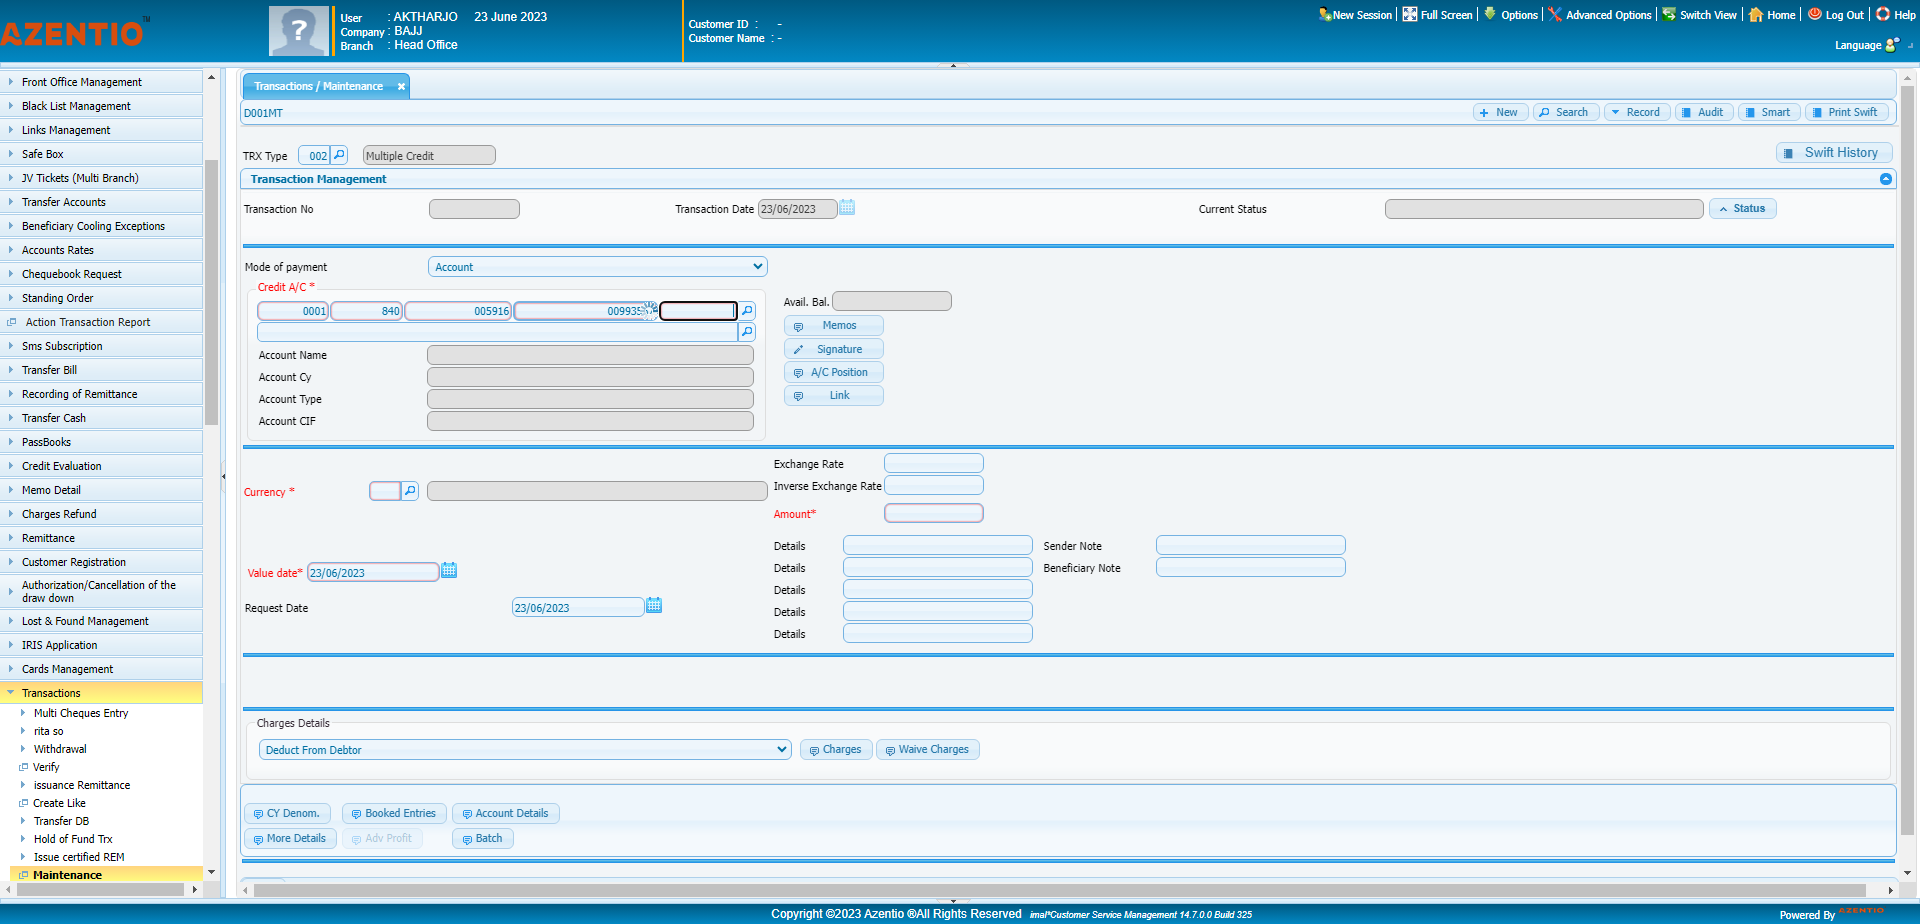 AZENTIO™
User : AKTHARJO 23 June 2023
Company : BAJJ
Branch : Head Office
Customer ID : -
Customer Name : -
New Session | Full Screen | Options | Advanced Options | Switch View | Home | Log Out | Help
Language
Front Office Management
Black List Management
Links Management
Safe Box
JV Tickets (Multi Branch)
Transfer Accounts
Beneficiary Cooling Exceptions
Accounts Rates
Chequebook Request
Standing Order
Action Transaction Report
Sms Subscription
Transfer Bill
Recording of Remittance
Transfer Cash
PassBooks
Credit Evaluation
Memo Detail
Charges Refund
Remittance
Customer Registration
Authorization/Cancellation of the
draw down
Lost & Found Management
IRIS Application
Cards Management
Transactions
Multi Cheques Entry
rita so
Withdrawal
Verify
issuance Remittance
Create Like
Transfer DB
Hold of Fund Trx
Issue certified REM
Maintenance
Transactions / Maintenance
D001MT
New Search Record Audit Smart Print Swift
TRX Type 002 Multiple Credit
Swift History
Transaction Management
Transaction No
Transaction Date 23/06/2023
Current Status
Status
Mode of payment Account
Credit A/C *
0001 840 005916
Avail. Bal.
Memos
Signature
A/C Position
Link
Account Name
Account Cy
Account Type
Account CIF
Exchange Rate
Inverse Exchange Rate
Currency *
Amount*
Details
Details
Details
Details
Details
Sender Note
Beneficiary Note
Value date* 23/06/2023
Request Date 23/06/2023
Charges Details
Deduct From Debtor
Charges
Waive Charges
CY Denom. Booked Entries Account Details
More Details Adv Profit Batch
Copyright ©2023 Azentio ®All Rights Reserved imal*Customer Service Management 14.7.0.0 Build 325
Powered By AZENTIO